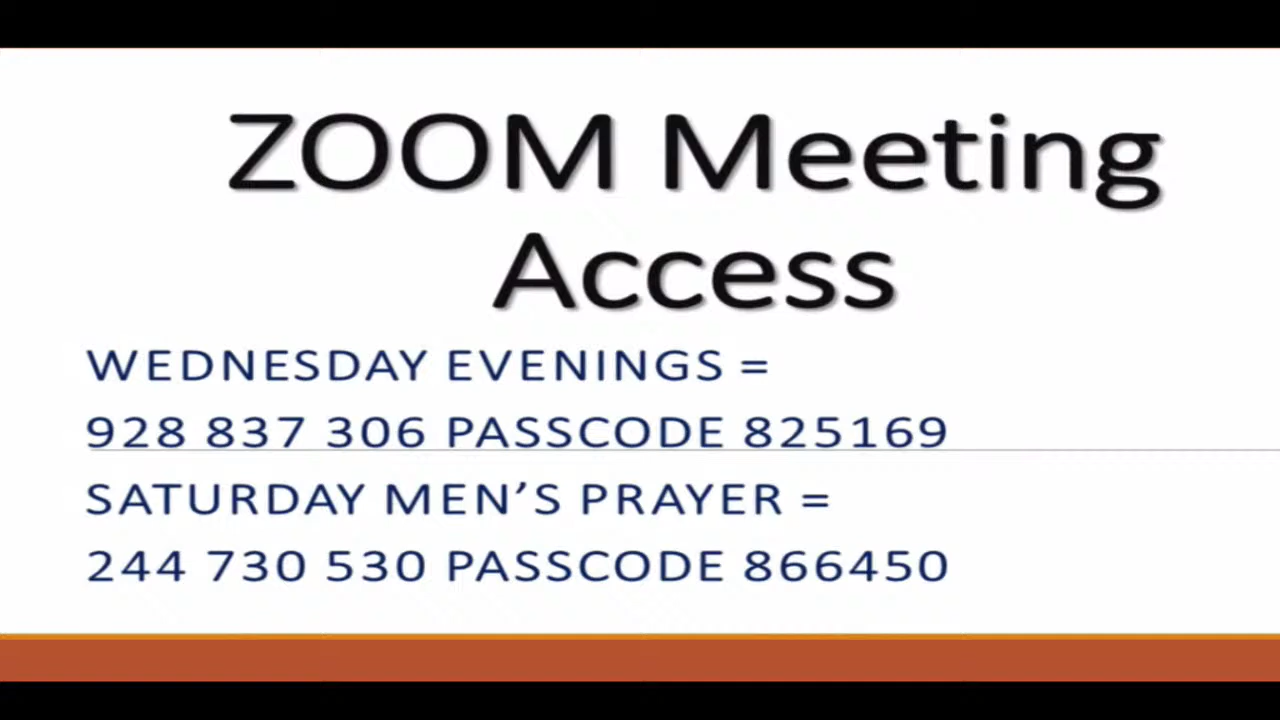 ZOOM Meeting
Access
WEDNESDAY EVENINGS =
928 837 306 PASSCODE 825169
SATURDAY MEN’S PRAYER =
244 730 530 PASSCODE 866450